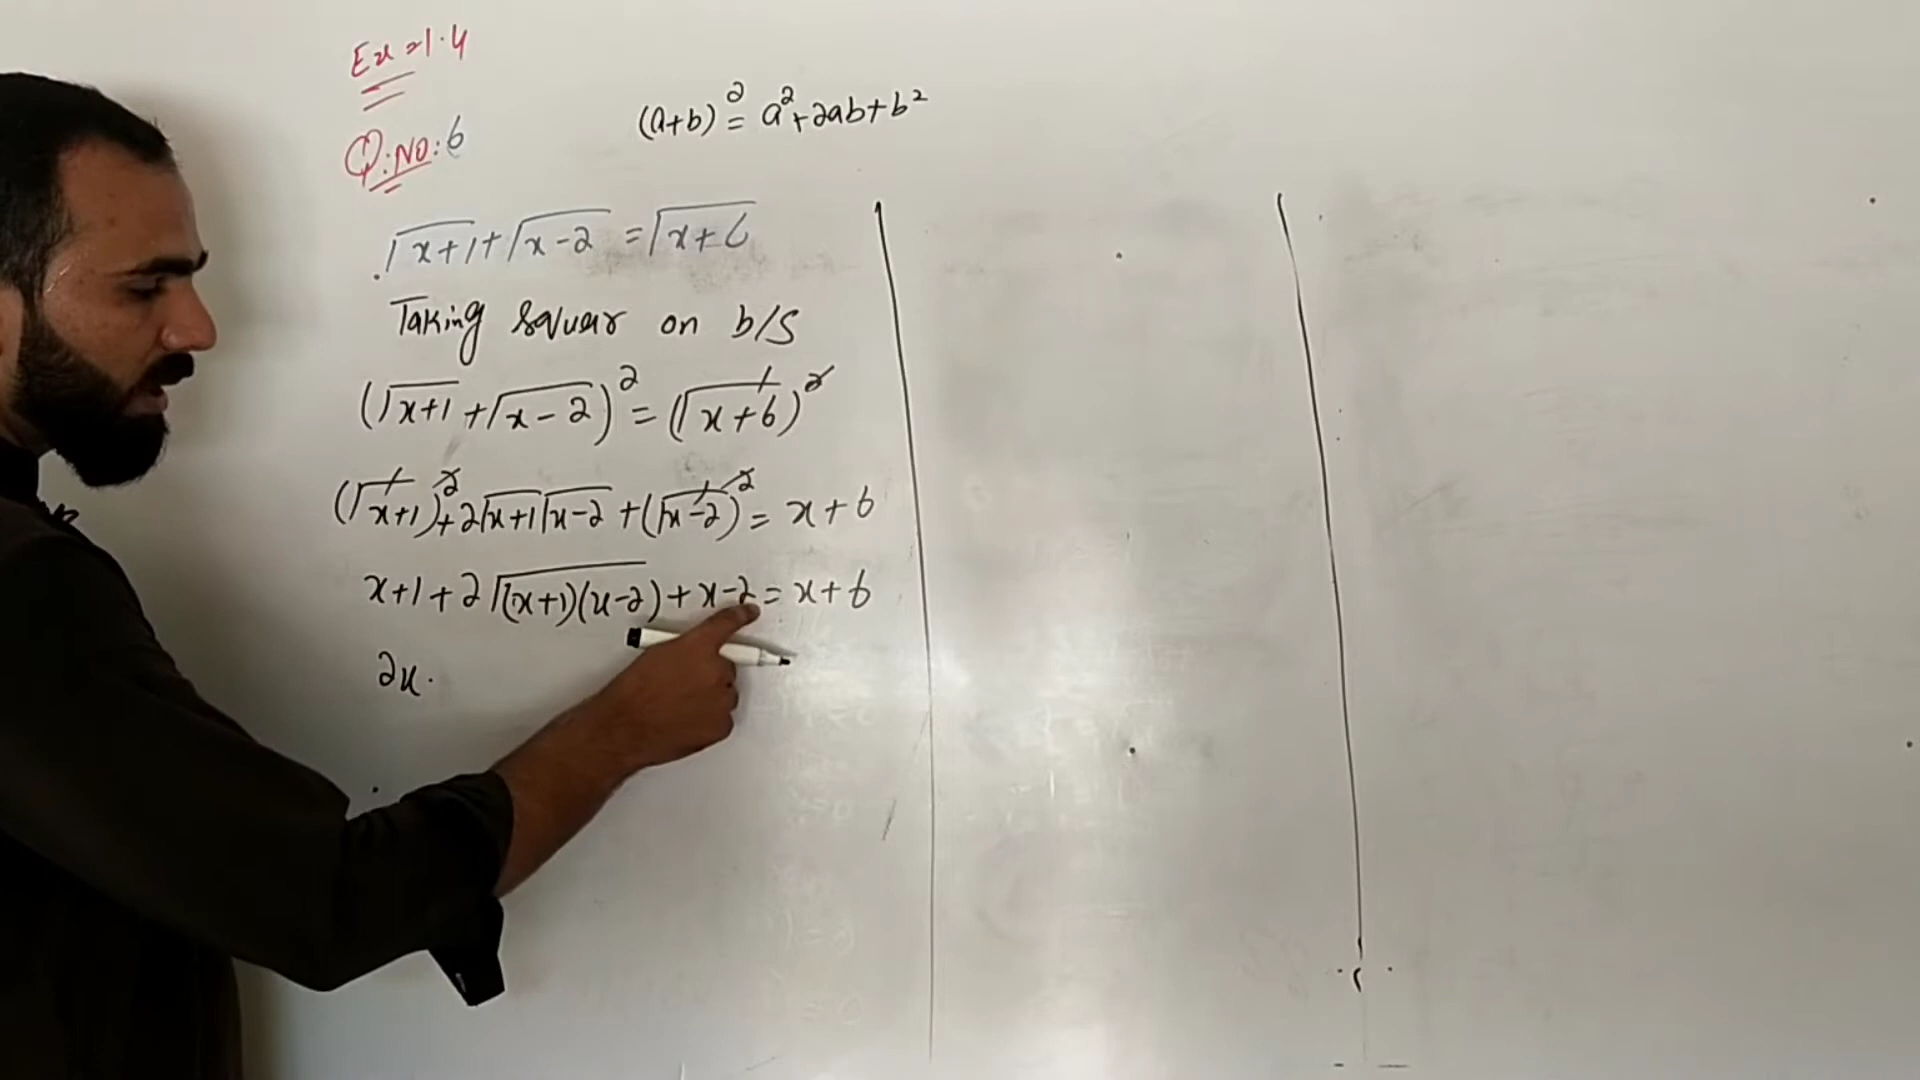 Ex=1.4
(a+b)²=a²+2ab+b²
Q:NO:6
√x+1+√x-2=√x+6
Taking Squar on b/S
(√x+1+√x-2)²=(√x+6)²
(√x+1)²+2√x+1√x-2+(√x-2)²=x+6
x+1+2√(x+1)(x-2)+x-2=x+6
2x